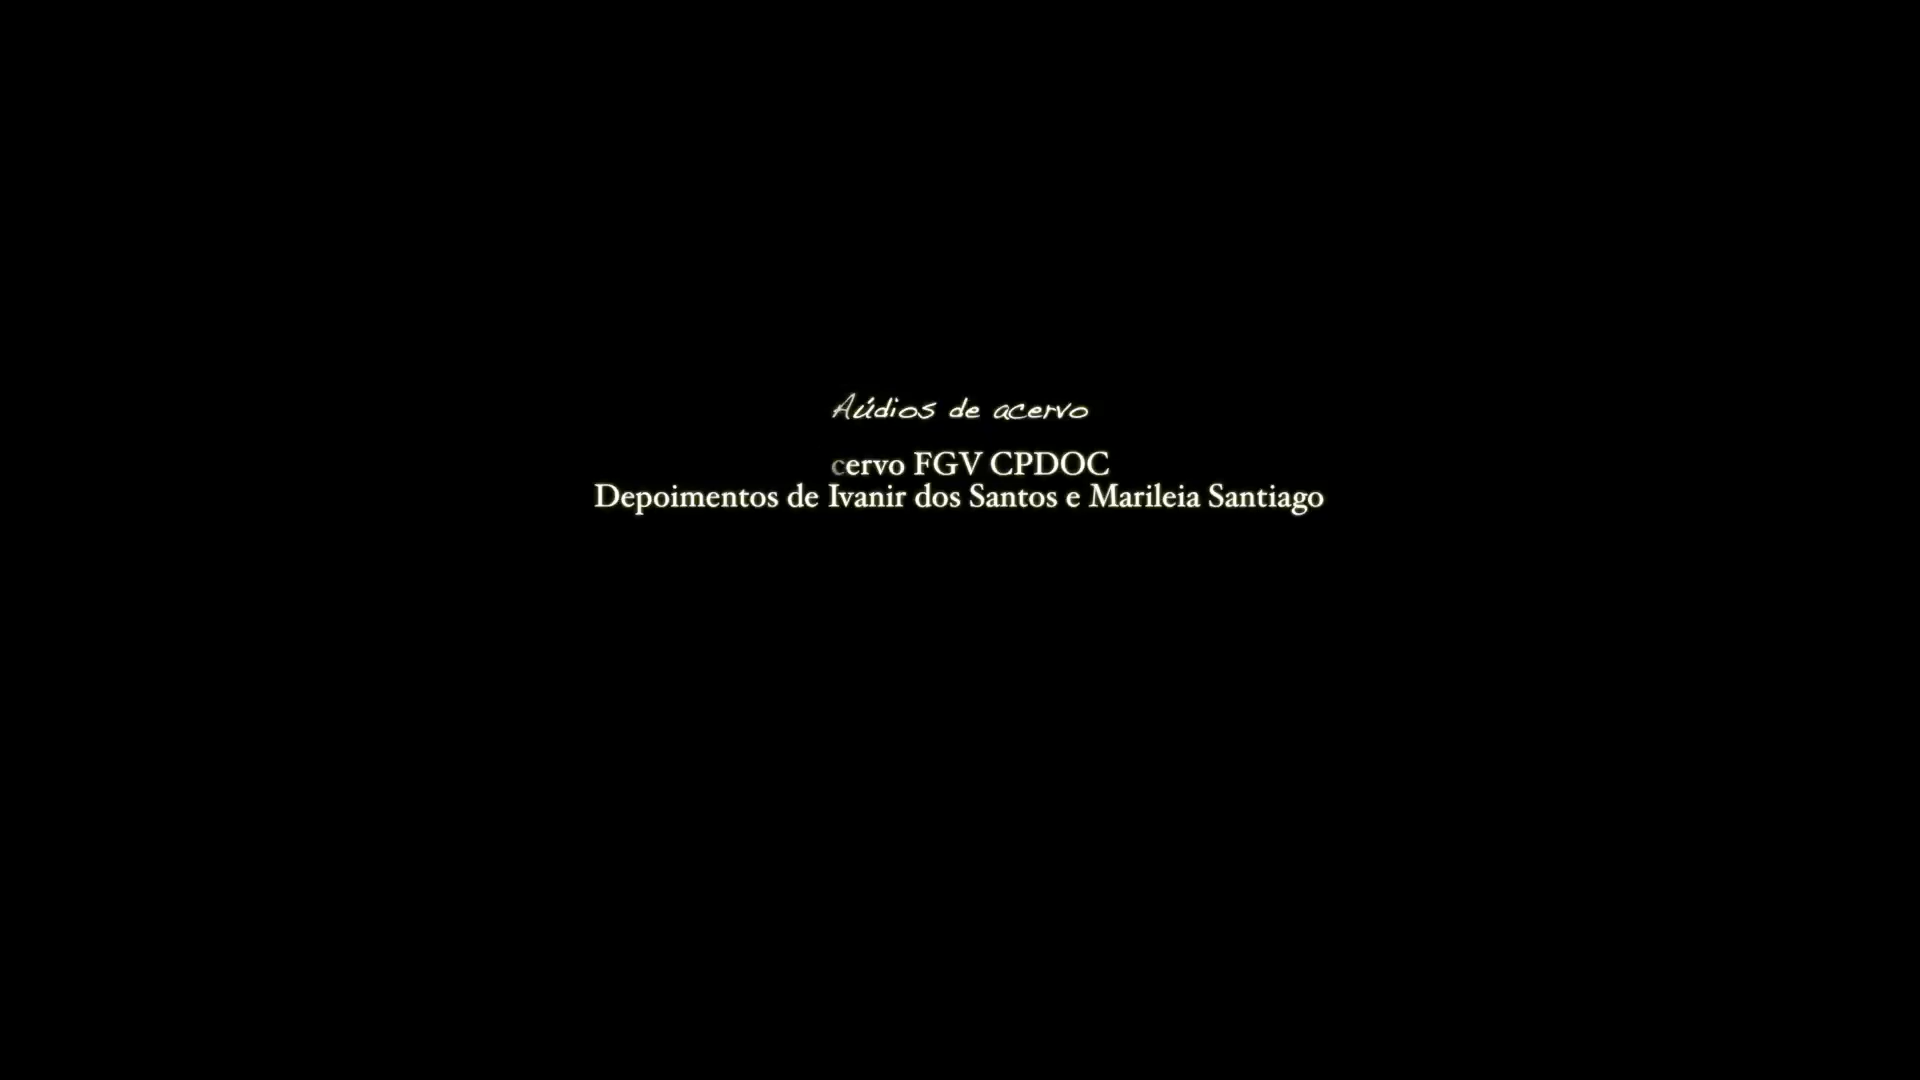 Aúdios de acervo
cervo FGV CPDOC
Depoimentos de Ivanir dos Santos e Marileia Santiago